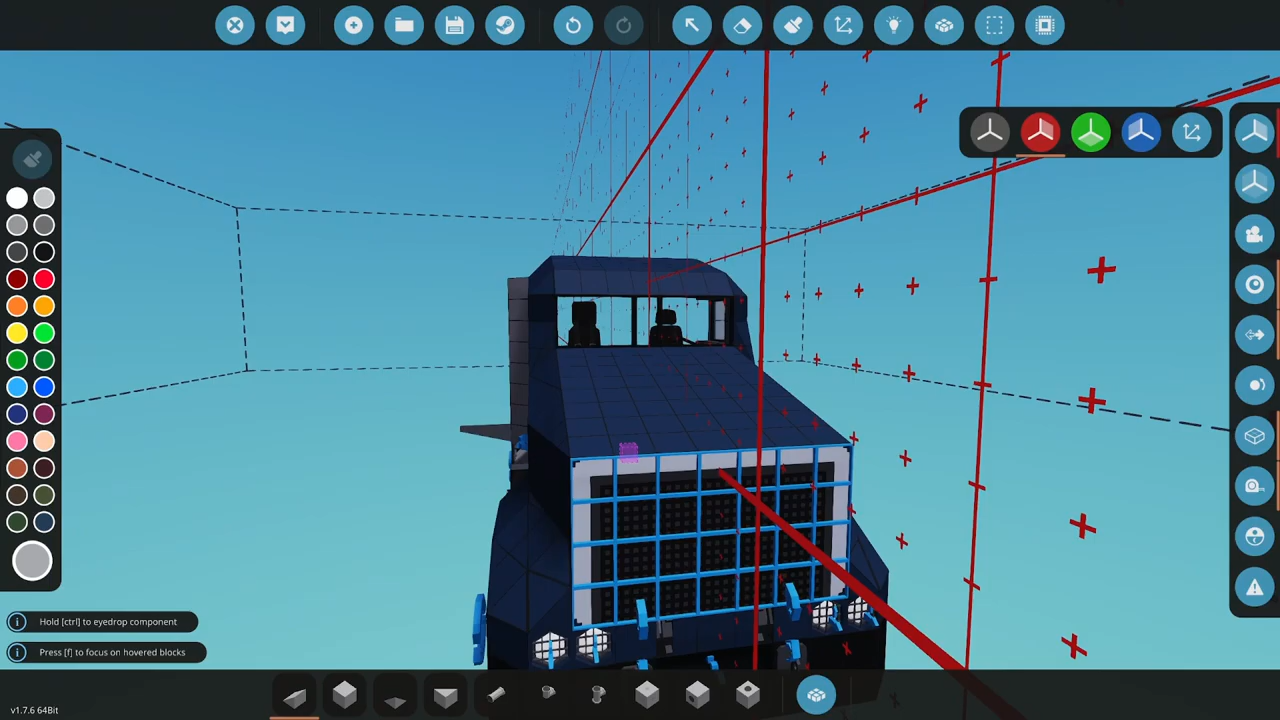 Hold [ctrl] to eyedrop component
Press [f] to focus on hovered blocks
v1.7.6 64Bit